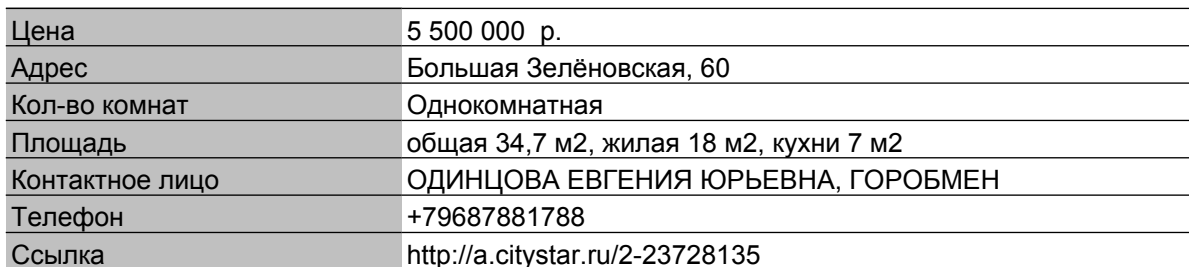 Цена 5 500 000 р.
Адрес Большая Зелёновская, 60
Кол-во комнат Однокомнатная
Площадь общая 34,7 м2, жилая 18 м2, кухни 7 м2
Контактное лицо ОДИНЦОВА ЕВГЕНИЯ ЮРЬЕВНА, ГОРОБМЕН
Телефон +79687881788
Ссылка http://a.citystar.ru/2-23728135